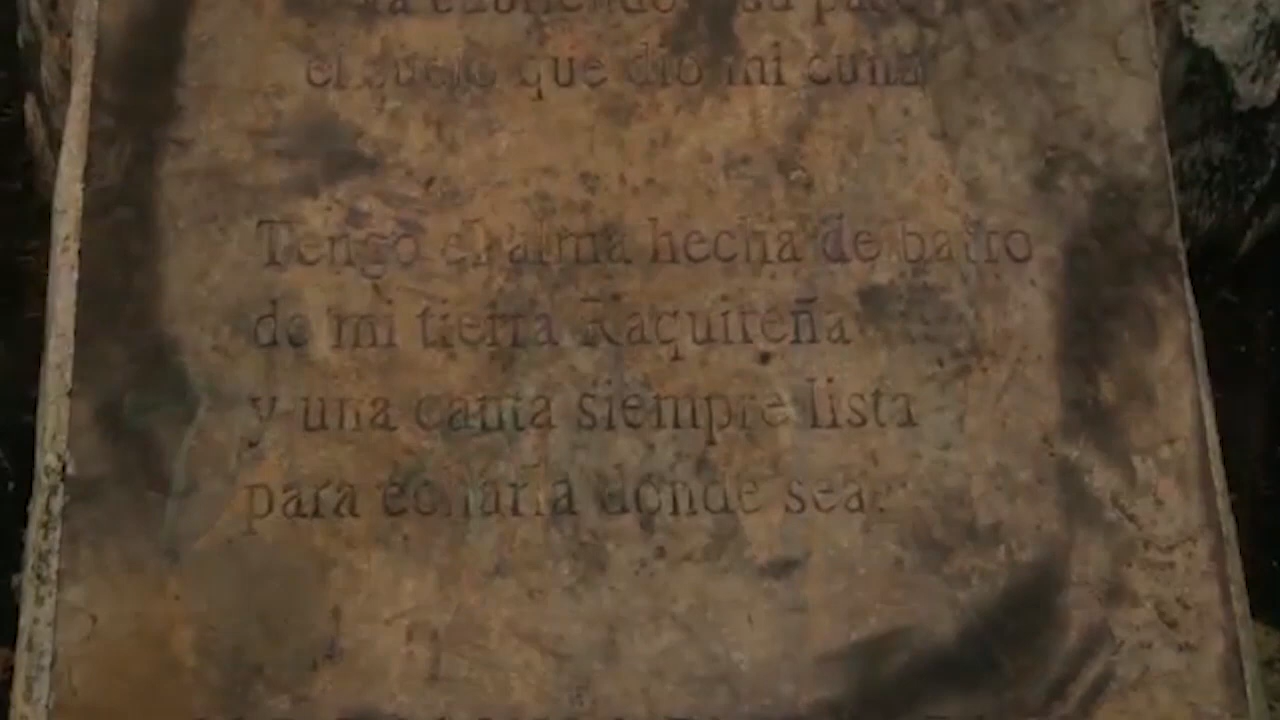 su
el suelo que dio mi cuna
Tengo el alma hecha de barro
de mi tierra Raquireña
y una canta siempre lista
para echarla donde sea.